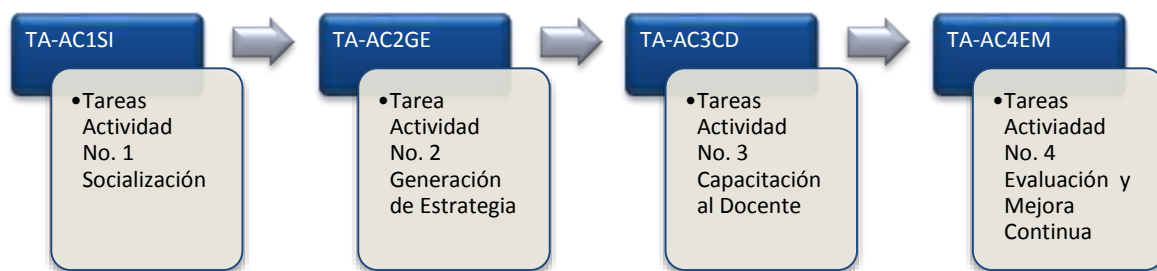 TA-AC1SI
•Tareas
Actividad
No. 1
Socialización
TA-AC2GE
•Tarea
Actividad
No. 2
Generación
de Estrategia
TA-AC3CD
•Tareas
Actividad
No. 3
Capacitación
al Docente
TA-AC4EM
•Tareas
Activiadad
No. 4
Evaluación y
Mejora
Continua